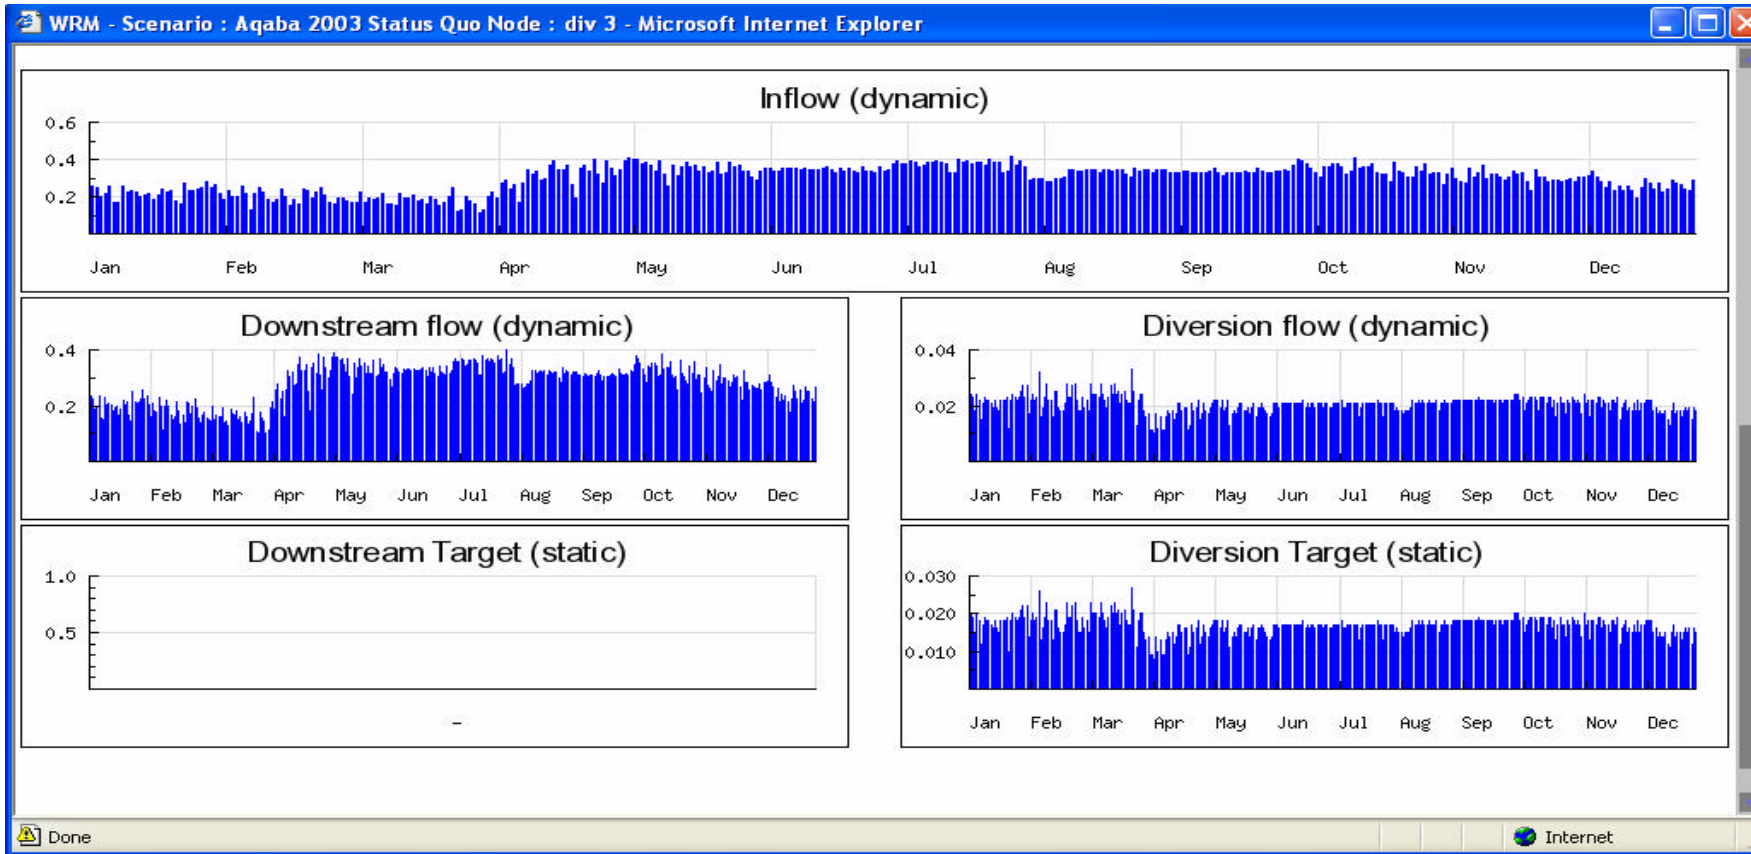 WRM - Scenario : Aqaba 2003 Status Quo Node : div 3 - Microsoft Internet Explorer
Inflow (dynamic)
0.6
0.4
0.2
Jan Feb Mar Apr May Jun Jul Aug Sep Oct Nov Dec
Downstream flow (dynamic)
0.4
0.2
Jan Feb Mar Apr May Jun Jul Aug Sep Oct Nov Dec
Diversion flow (dynamic)
0.04
0.02
Jan Feb Mar Apr May Jun Jul Aug Sep Oct Nov Dec
Downstream Target (static)
1.0
0.5
-
Diversion Target (static)
0.030
0.020
0.010
Jan Feb Mar Apr May Jun Jul Aug Sep Oct Nov Dec
Done
Internet